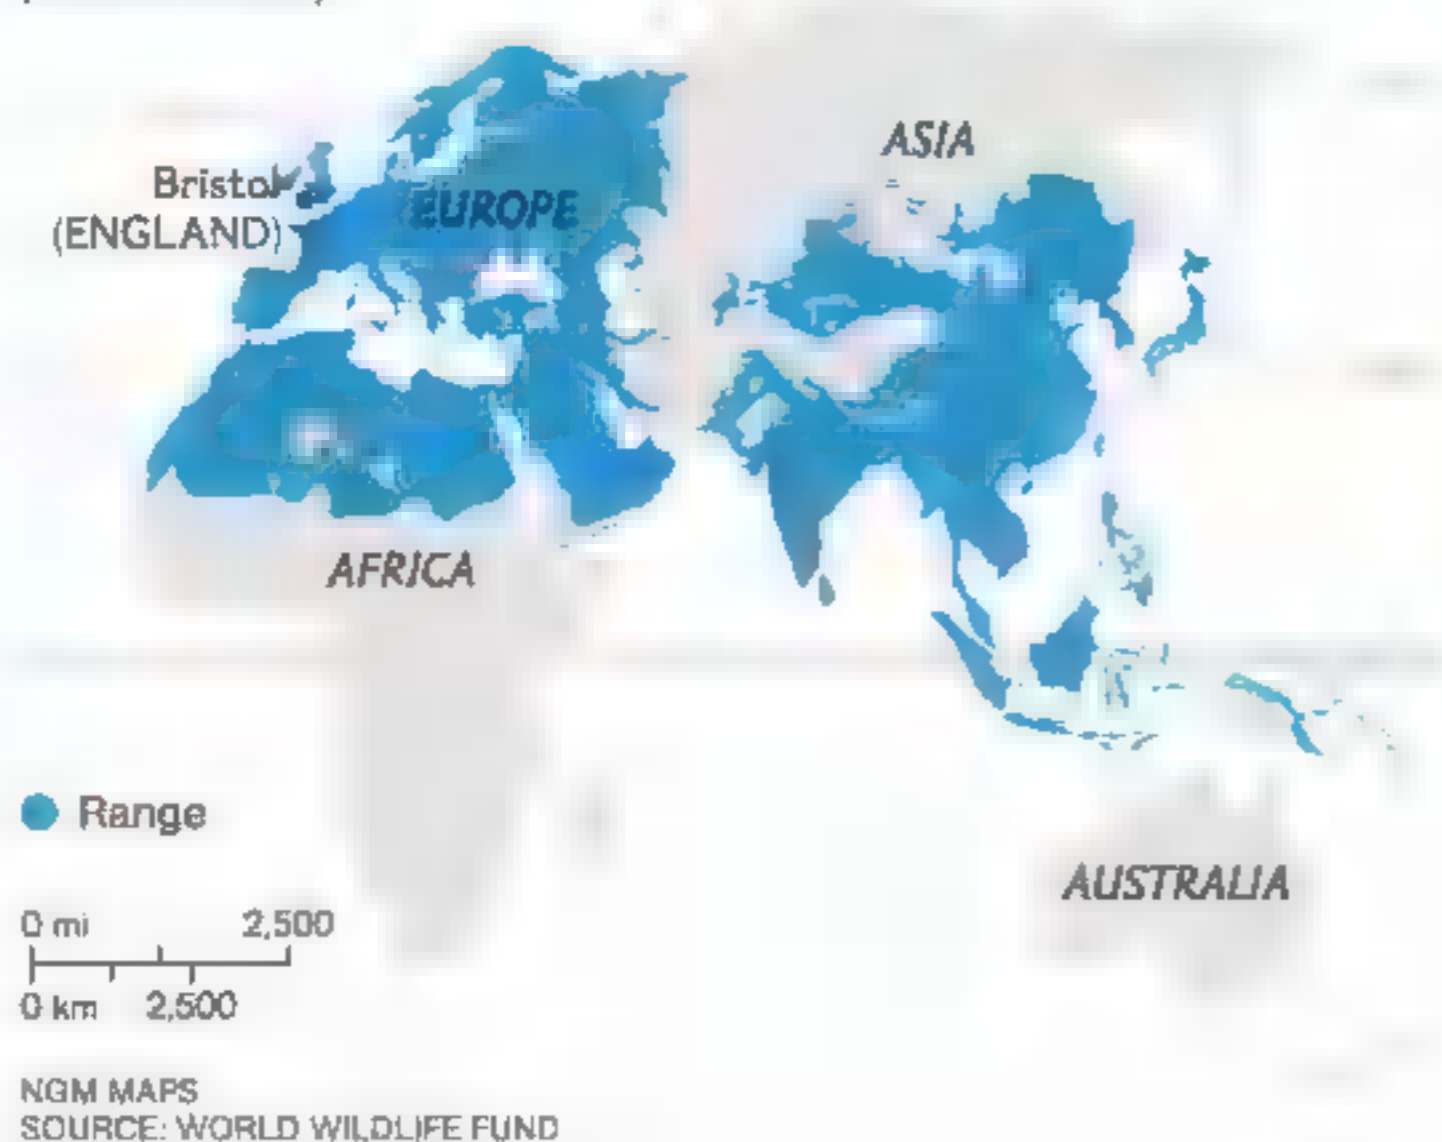 ASIA
Bristol
(ENGLAND)
EUROPE
AFRICA
Range
AUSTRALIA
0 mi 2,500
0 km 2,500
NGM MAPS
SOURCE: WORLD WILDLIFE FUND